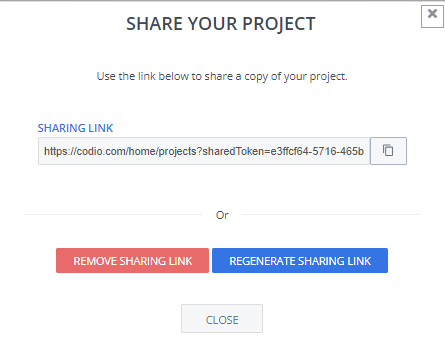 SHARE YOUR PROJECT
Use the link below to share a copy of your project.
SHARING LINK
https://codio.com/home/projects?sharedToken=e3ffcf64-5716-465b
Or
REMOVE SHARING LINK
REGENERATE SHARING LINK
CLOSE